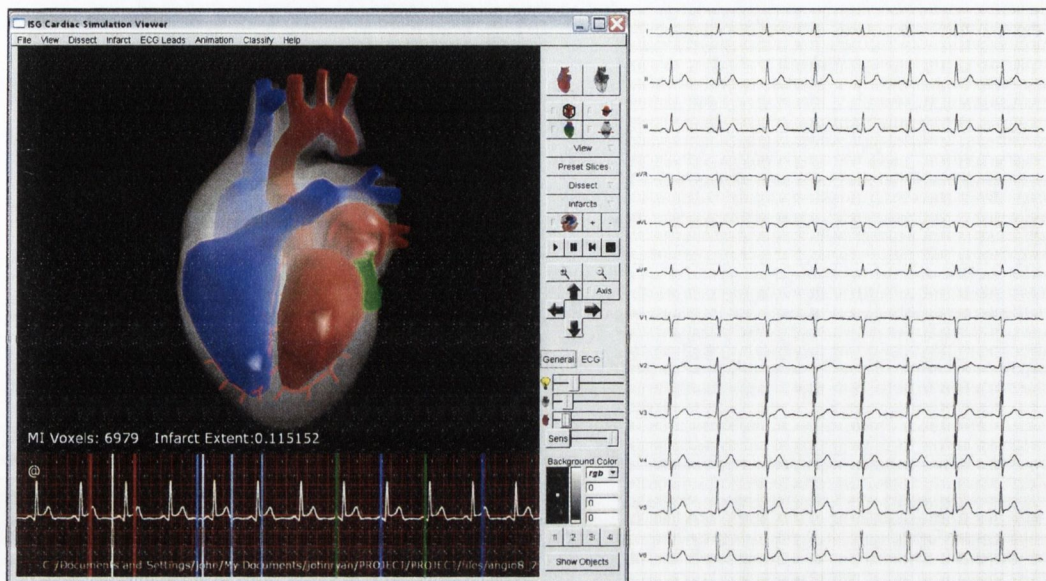 ISG Cardiac Simulation Viewer
File View Dissect Infarct ECG Leads Animation Classify Help
View
Preset Slices
Dissect
Infarcts
+ -
Axis
General ECG
Sens
Background Color
rgb
0
0
0
1 2 3 4
Show Objects
MI Voxels: 6979 Infarct Extent:0.115152
@
C:/Documents and Settings/john/My Documents/johnryan/PROJECT/PROJECT/files/angio8_2
I
II
III
aVR
aVL
aVF
V1
V2
V3
V4
V5
V6